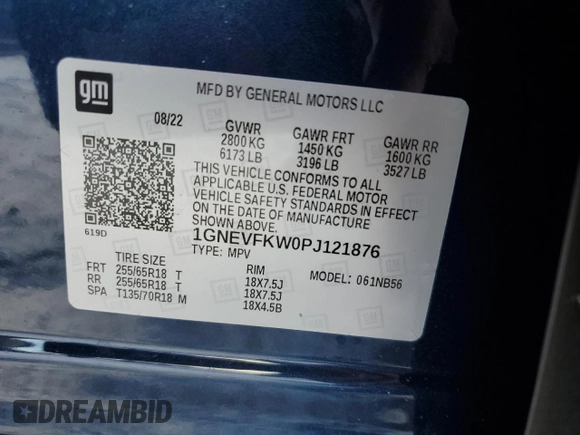 gm
MFD BY GENERAL MOTORS LLC
08/22 GVWR GAWR FRT GAWR RR
2800 KG 1450 KG 1600 KG
6173 LB 3196 LB 3527 LB
THIS VEHICLE CONFORMS TO ALL
APPLICABLE U.S. FEDERAL MOTOR
VEHICLE SAFETY STANDARDS IN EFFECT
ON THE DATE OF MANUFACTURE
SHOWN ABOVE.
619D
1GNEVFKW0PJ121876
TYPE: MPV
TIRE SIZE RIM MODEL: 061NB56
FRT 255/65R18 T 18X7.5J
RR 255/65R18 T 18X7.5J
SPA T135/70R18 M 18X4.5B
DREAMBID